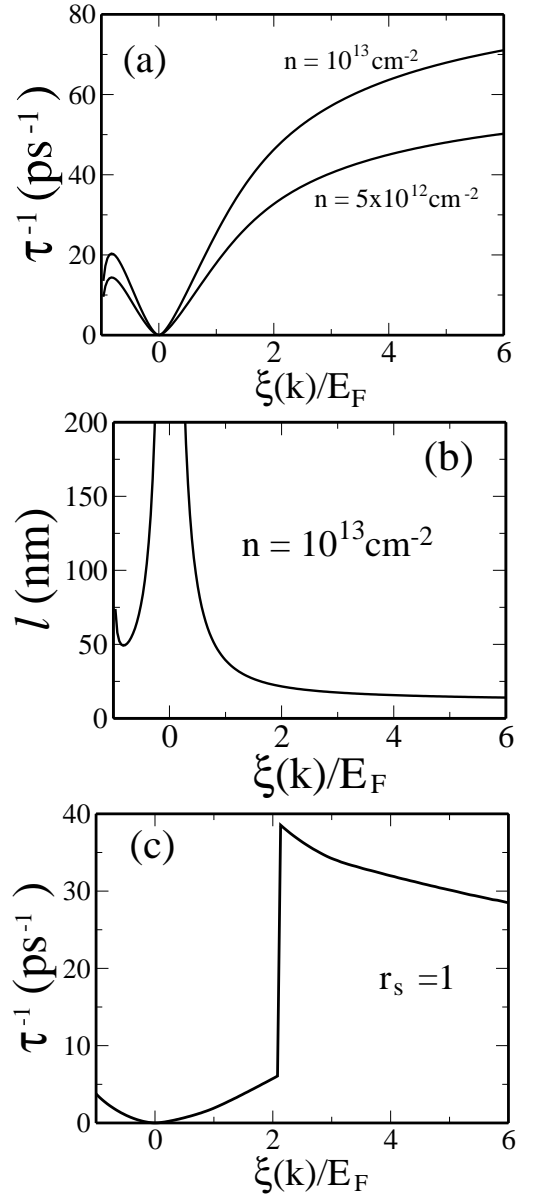 80
(a)
n = 10¹³cm⁻²
60
40
n = 5x10¹²cm⁻²
20
0
τ⁻¹ (ps⁻¹)
0 2 4 6
ξ(k)/E_F
200
(b)
150
n = 10¹³cm⁻²
100
50
0
l (nm)
0 2 4 6
ξ(k)/E_F
40
(c)
30
20
r_s =1
10
0
τ⁻¹ (ps⁻¹)
0 2 4 6
ξ(k)/E_F